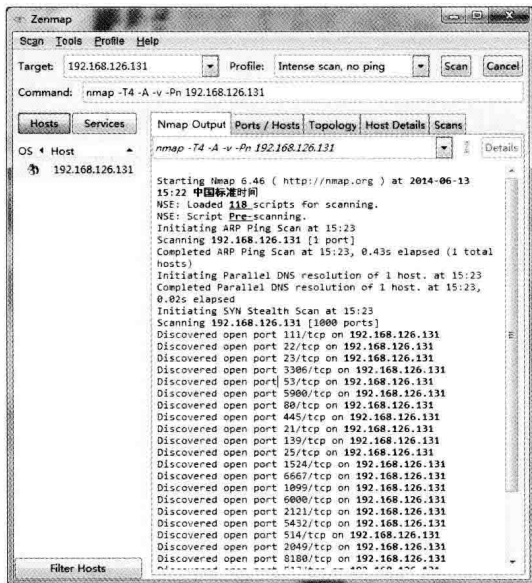 Zenmap
Scan Tools Profile Help
Target: 192.168.126.131 Profile: Intense scan, no ping Scan Cancel
Command: nmap -T4 -A -v -Pn 192.168.126.131
Hosts Services Nmap Output Ports / Hosts Topology Host Details Scans
OS Host
192.168.126.131
nmap -T4 -A -v -Pn 192.168.126.131 Details
Starting Nmap 6.46 ( http://nmap.org ) at 2014-06-13
15:22 中国标准时间
NSE: Loaded 118 scripts for scanning.
NSE: Script Pre-scanning.
Initiating ARP Ping Scan at 15:23
Scanning 192.168.126.131 [1 port]
Completed ARP Ping Scan at 15:23, 0.43s elapsed (1 total
hosts)
Initiating Parallel DNS resolution of 1 host. at 15:23
Completed Parallel DNS resolution of 1 host. at 15:23,
0.02s elapsed
Initiating SYN Stealth Scan at 15:23
Scanning 192.168.126.131 [1000 ports]
Discovered open port 111/tcp on 192.168.126.131
Discovered open port 22/tcp on 192.168.126.131
Discovered open port 23/tcp on 192.168.126.131
Discovered open port 3306/tcp on 192.168.126.131
Discovered open port 53/tcp on 192.168.126.131
Discovered open port 5900/tcp on 192.168.126.131
Discovered open port 80/tcp on 192.168.126.131
Discovered open port 445/tcp on 192.168.126.131
Discovered open port 21/tcp on 192.168.126.131
Discovered open port 139/tcp on 192.168.126.131
Discovered open port 25/tcp on 192.168.126.131
Discovered open port 1524/tcp on 192.168.126.131
Discovered open port 6667/tcp on 192.168.126.131
Discovered open port 1099/tcp on 192.168.126.131
Discovered open port 6000/tcp on 192.168.126.131
Discovered open port 2121/tcp on 192.168.126.131
Discovered open port 5432/tcp on 192.168.126.131
Discovered open port 514/tcp on 192.168.126.131
Discovered open port 2049/tcp on 192.168.126.131
Discovered open port 8180/tcp on 192.168.126.131
Filter Hosts